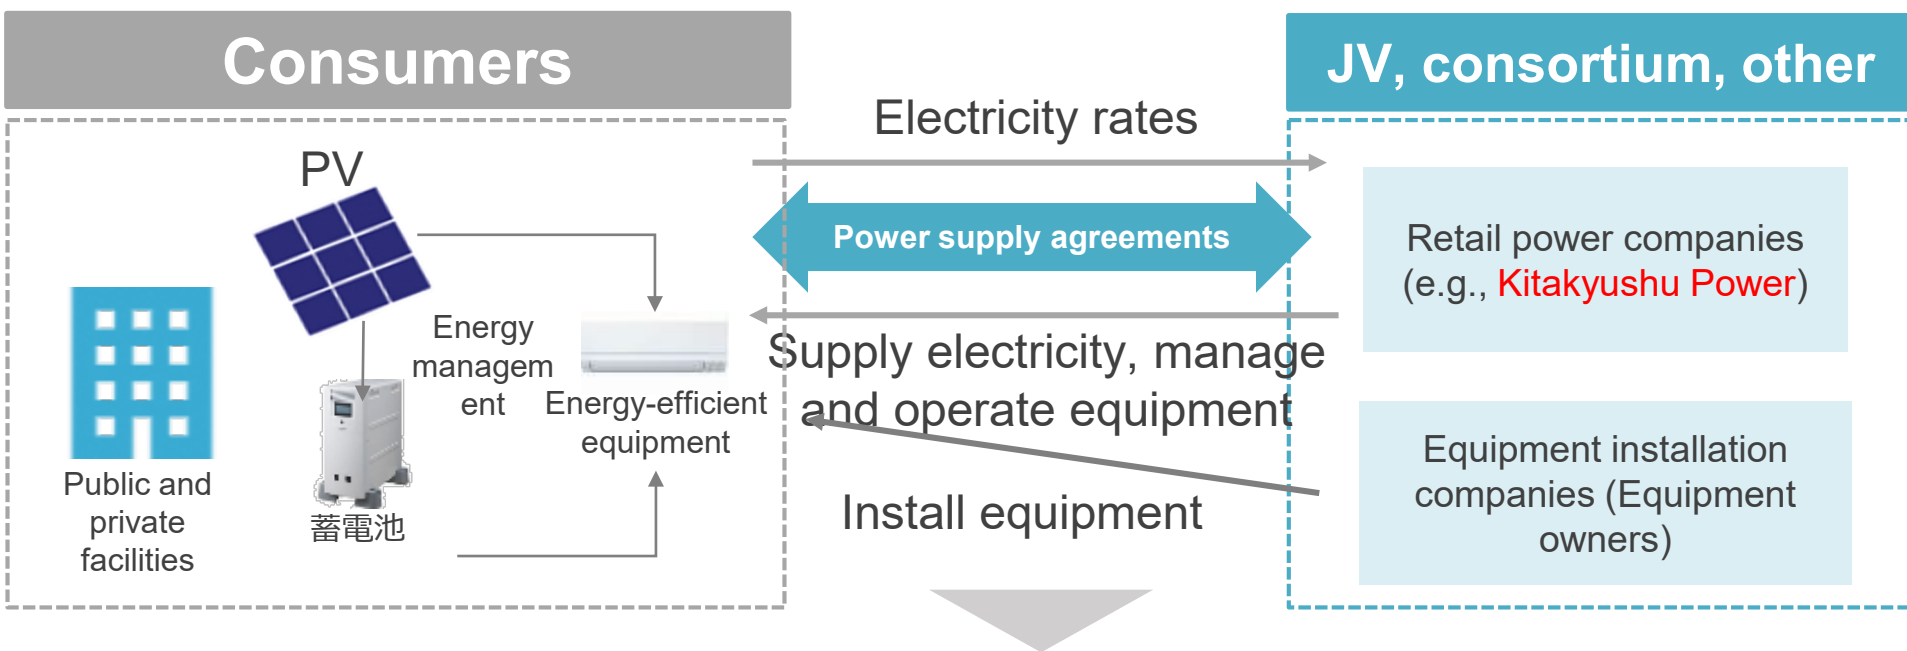 Consumers
JV, consortium, other
PV
Energy
managem
ent
Energy-efficient
equipment
Public and
private
facilities
蓄電池
Electricity rates
Power supply agreements
Supply electricity, manage
and operate equipment
Install equipment
Retail power companies
(e.g., Kitakyushu Power)
Equipment installation
companies (Equipment
owners)